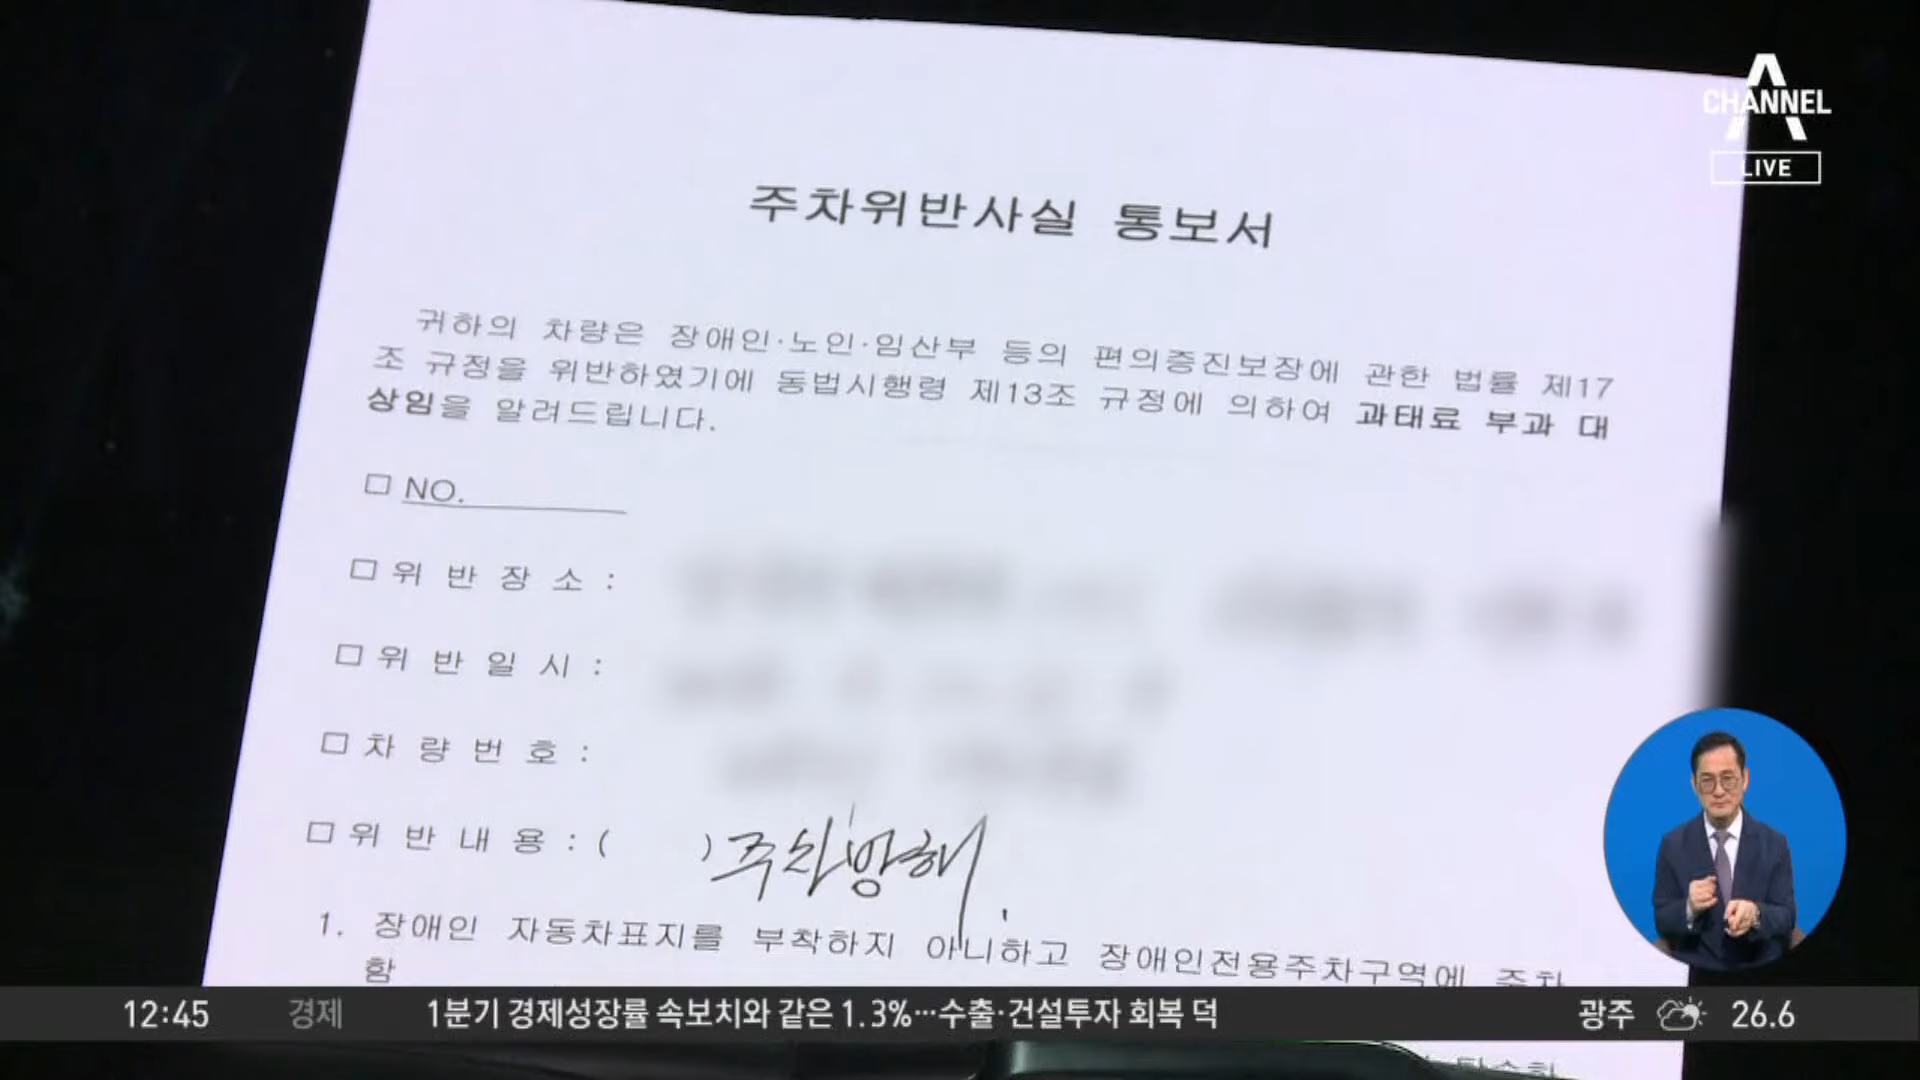 CHANNEL A
LIVE
주차위반사실 통보서
귀하의 차량은 장애인·노인·임산부 등의 편의증진보장에 관한 법률 제17
조 규정을 위반하였기에 동법시행령 제13조 규정에 의하여 과태료 부과 대
상임을 알려드립니다.
□ NO.
□ 위 반 장 소 :
□ 위 반 일 시 :
□ 차 량 번 호 :
□ 위 반 내 용 : ( ) 주차방해.
1. 장애인 자동차표지를 부착하지 아니하고 장애인전용주차구역에 주차
함
12:45 경제 1분기 경제성장률 속보치와 같은 1.3%…수출·건설투자 회복 덕 광주 26.6